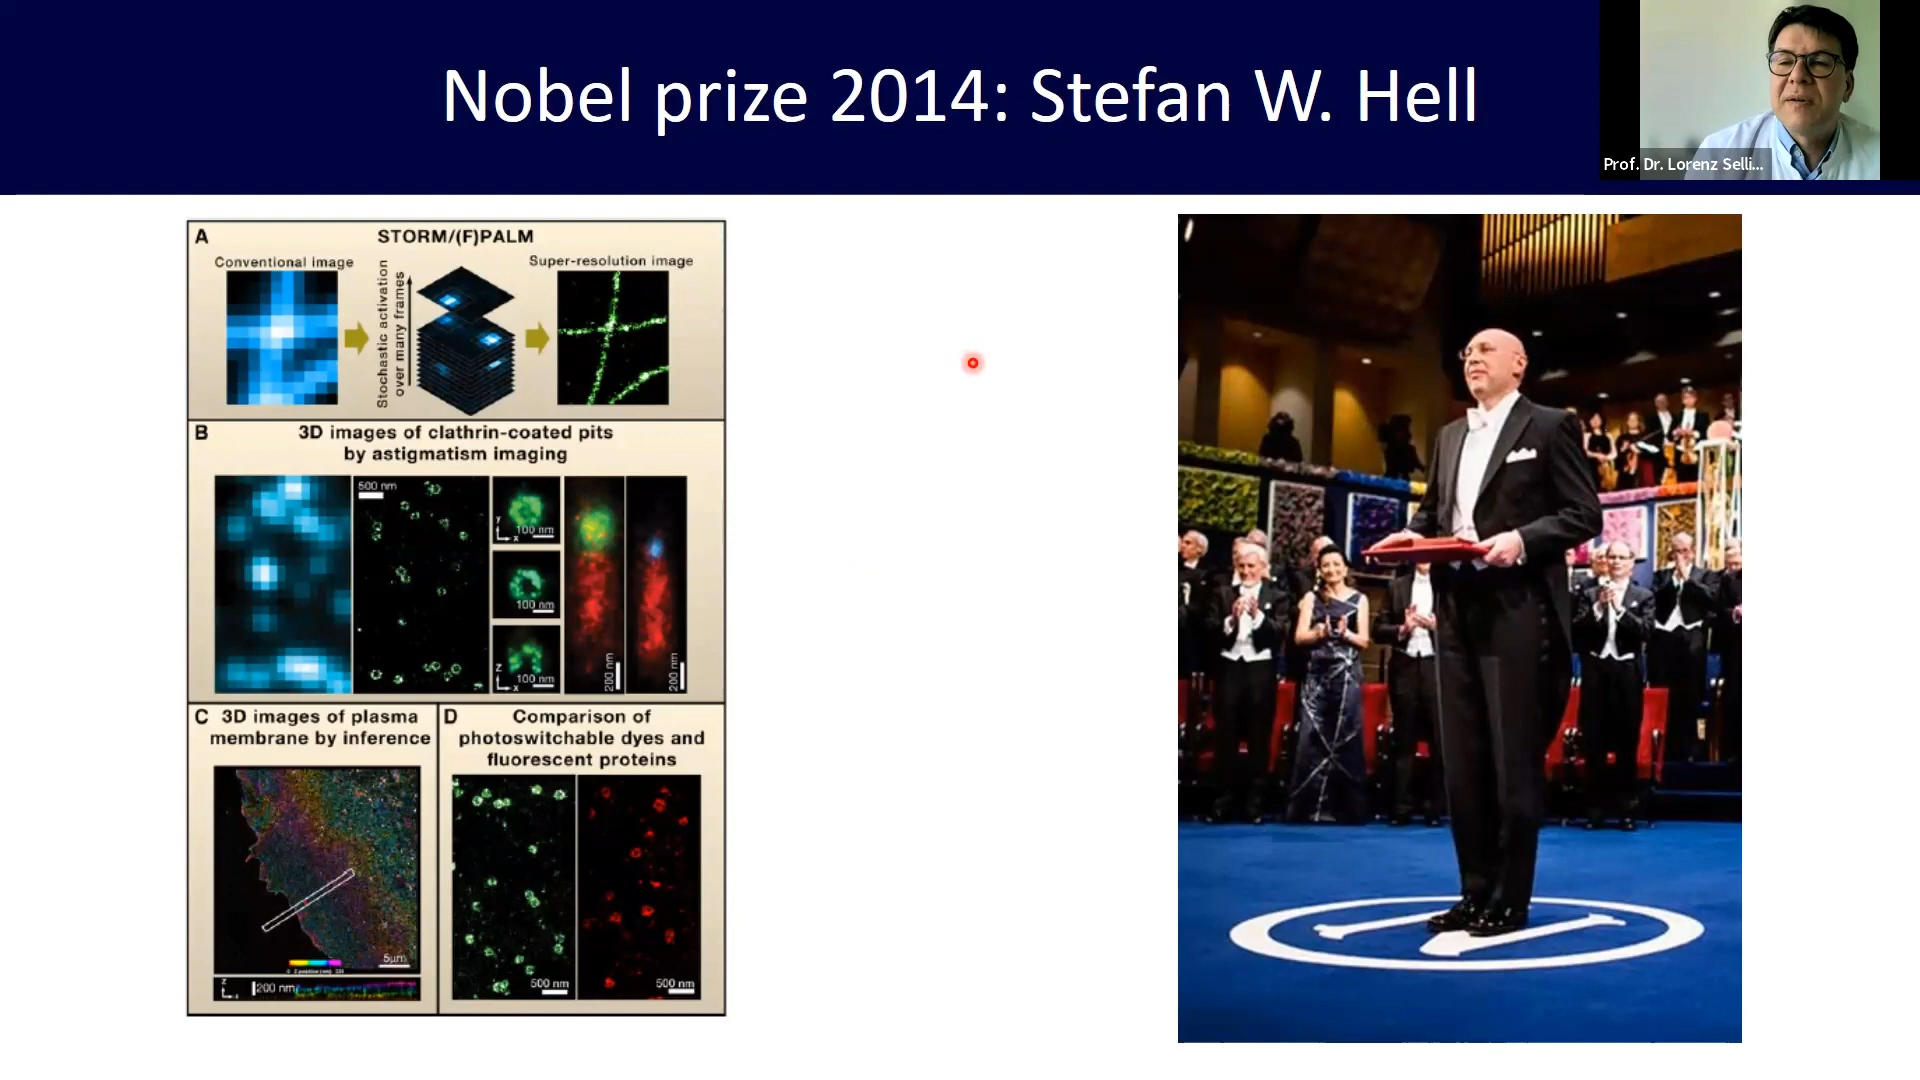 Nobel prize 2014: Stefan W. Hell
Prof. Dr. Lorenz Selli...
A
STORM/(F)PALM
Conventional image
Stochastic activation
over many frames
Super-resolution image
B
3D images of clathrin-coated pits
by astigmatism imaging
500 nm
y
x
100 nm
100 nm
z
x
100 nm
200 nm
200 nm
C 3D images of plasma
membrane by inference
5μm
z
200 nm
D
Comparison of
photoswitchable dyes and
fluorescent proteins
500 nm
500 nm
N